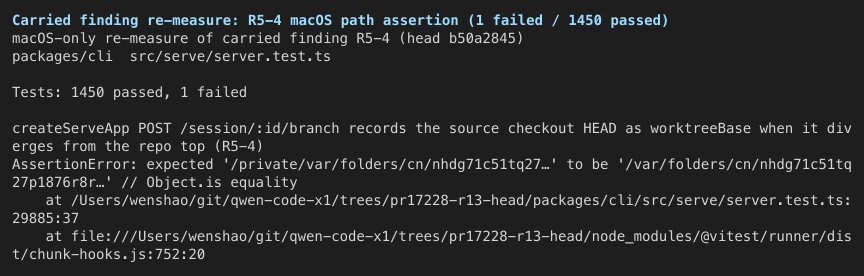 Carried finding re-measure: R5-4 macOS path assertion (1 failed / 1450 passed)
macOS-only re-measure of carried finding R5-4 (head b50a2845)
packages/cli  src/serve/server.test.ts
Tests: 1450 passed, 1 failed
createServeApp POST /session/:id/branch records the source checkout HEAD as worktreeBase when it div
erges from the repo top (R5-4)
AssertionError: expected '/private/var/folders/cn/nhdg71c51tq27…' to be '/var/folders/cn/nhdg71c51tq
27p1876r8r…' // Object.is equality
    at /Users/wenshao/git/qwen-code-x1/trees/pr17228-r13-head/packages/cli/src/serve/server.test.ts:
29885:37
    at file:///Users/wenshao/git/qwen-code-x1/trees/pr17228-r13-head/node_modules/@vitest/runner/dis
t/chunk-hooks.js:752:20